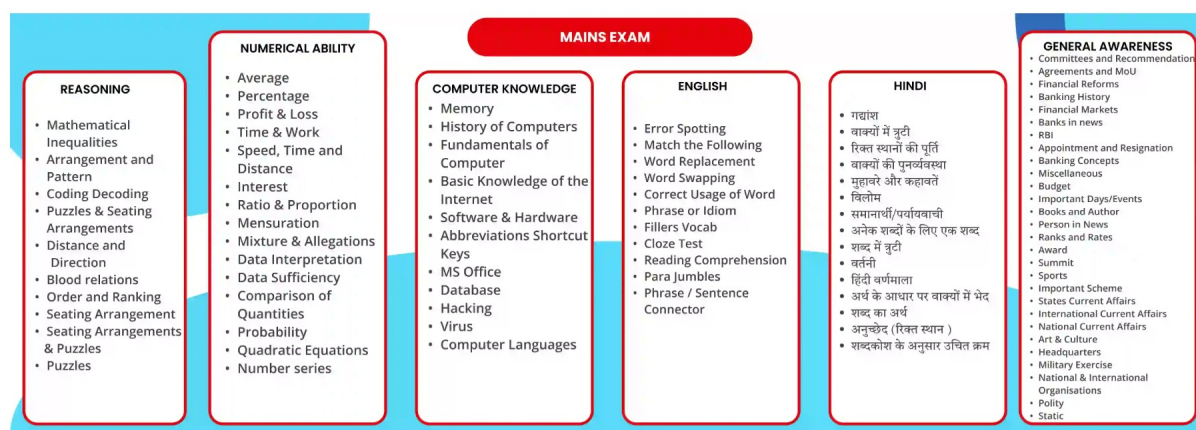 MAINS EXAM
REASONING
• Mathematical
Inequalities
• Arrangement and
Pattern
• Coding Decoding
• Puzzles & Seating
Arrangements
• Distance and
Direction
• Blood relations
• Order and Ranking
• Seating Arrangement
• Seating Arrangements
& Puzzles
• Puzzles
NUMERICAL ABILITY
• Average
• Percentage
• Profit & Loss
• Time & Work
• Speed, Time and
Distance
• Interest
• Ratio & Proportion
• Mensuration
• Mixture & Allegations
• Data Interpretation
• Data Sufficiency
• Comparison of
Quantities
• Probability
• Quadratic Equations
• Number series
COMPUTER KNOWLEDGE
• Memory
• History of Computers
• Fundamentals of
Computer
• Basic Knowledge of the
Internet
• Software & Hardware
• Abbreviations Shortcut
Keys
• MS Office
• Database
• Hacking
• Virus
• Computer Languages
ENGLISH
• Error Spotting
• Match the Following
• Word Replacement
• Word Swapping
• Correct Usage of Word
• Phrase or Idiom
• Fillers Vocab
• Cloze Test
• Reading Comprehension
• Para Jumbles
• Phrase / Sentence
Connector
HINDI
• गद्यांश
• वाक्यों में त्रुटी
• रिक्त स्थानों की पूर्ति
• वाक्यों की पुनर्व्यवस्था
• मुहावरे और कहावतें
• विलोम
• समानार्थी/पर्यायवाची
• अनेक शब्दों के लिए एक शब्द
• शब्द में त्रुटी
• वर्तनी
• हिंदी वर्णमाला
• अर्थ के आधार पर वाक्यों में भेद
• शब्द का अर्थ
• अनुच्छेद (रिक्त स्थान )
• शब्दकोश के अनुसार उचित क्रम
GENERAL AWARENESS
• Committees and Recommendation
• Agreements and MoU
• Financial Reforms
• Banking History
• Financial Markets
• Banks in news
• RBI
• Appointment and Resignation
• Banking Concepts
• Miscellaneous
• Budget
• Important Days/Events
• Books and Author
• Person in News
• Ranks and Rates
• Award
• Summit
• Sports
• Important Scheme
• States Current Affairs
• International Current Affairs
• National Current Affairs
• Art & Culture
• Headquarters
• Military Exercise
• National & International
Organisations
• Polity
• Static